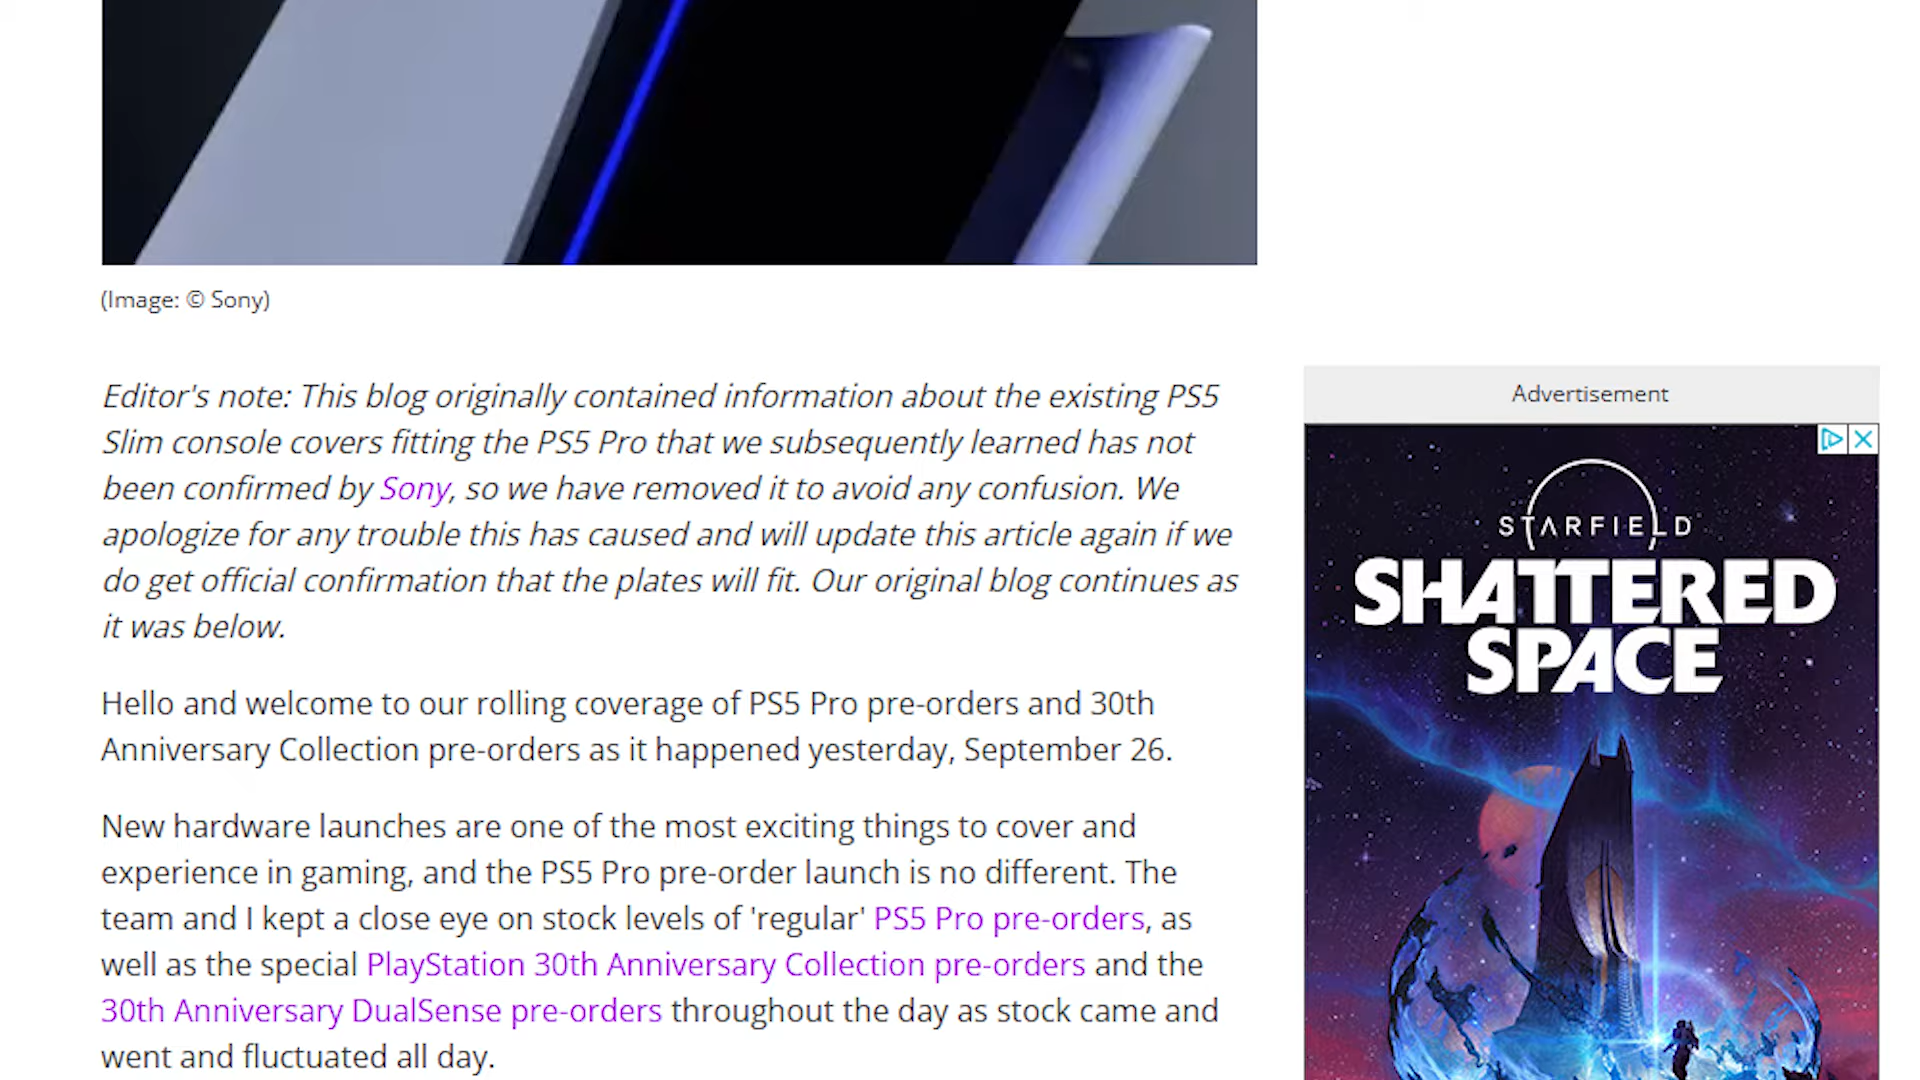 (Image: © Sony)
Editor's note: This blog originally contained information about the existing PS5
Slim console covers fitting the PS5 Pro that we subsequently learned has not
been confirmed by Sony, so we have removed it to avoid any confusion. We
apologize for any trouble this has caused and will update this article again if we
do get official confirmation that the plates will fit. Our original blog continues as
it was below.
Hello and welcome to our rolling coverage of PS5 Pro pre-orders and 30th
Anniversary Collection pre-orders as it happened yesterday, September 26.
New hardware launches are one of the most exciting things to cover and
experience in gaming, and the PS5 Pro pre-order launch is no different. The
team and I kept a close eye on stock levels of 'regular' PS5 Pro pre-orders, as
well as the special PlayStation 30th Anniversary Collection pre-orders and the
30th Anniversary DualSense pre-orders throughout the day as stock came and
went and fluctuated all day.
Advertisement
STARFIELD
SHATTERED
SPACE